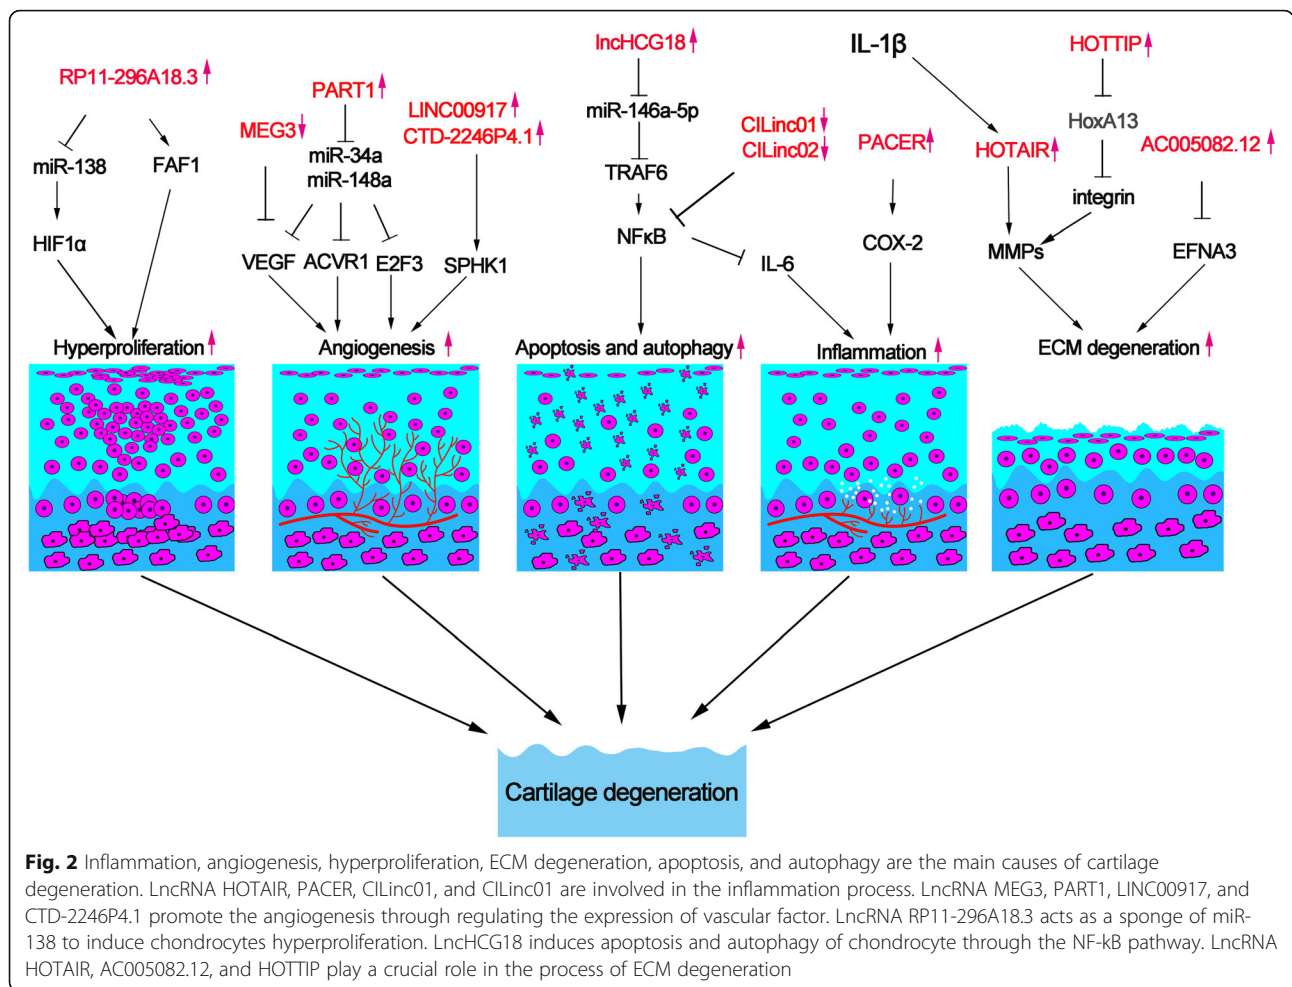 RP11-296A18.3
miR-138
FAF1
HIF1α
Hyperproliferation
MEG3
PART1
miR-34a
miR-148a
LINC00917
CTD-2246P4.1
VEGF
ACVR1
E2F3
SPHK1
Angiogenesis
lncHCG18
miR-146a-5p
TRAF6
NFκB
Apoptosis and autophagy
CILinc01
CILinc02
IL-6
PACER
COX-2
Inflammation
IL-1β
HOTAIR
MMPs
HOTTIP
HoxA13
integrin
AC005082.12
EFNA3
ECM degeneration
Cartilage degeneration
Fig. 2 Inflammation, angiogenesis, hyperproliferation, ECM degeneration, apoptosis, and autophagy are the main causes of cartilage
degeneration. LncRNA HOTAIR, PACER, CILinc01, and CILinc01 are involved in the inflammation process. LncRNA MEG3, PART1, LINC00917, and
CTD-2246P4.1 promote the angiogenesis through regulating the expression of vascular factor. LncRNA RP11-296A18.3 acts as a sponge of miR-
138 to induce chondrocytes hyperproliferation. LncHCG18 induces apoptosis and autophagy of chondrocyte through the NF-kB pathway. LncRNA
HOTAIR, AC005082.12, and HOTTIP play a crucial role in the process of ECM degeneration